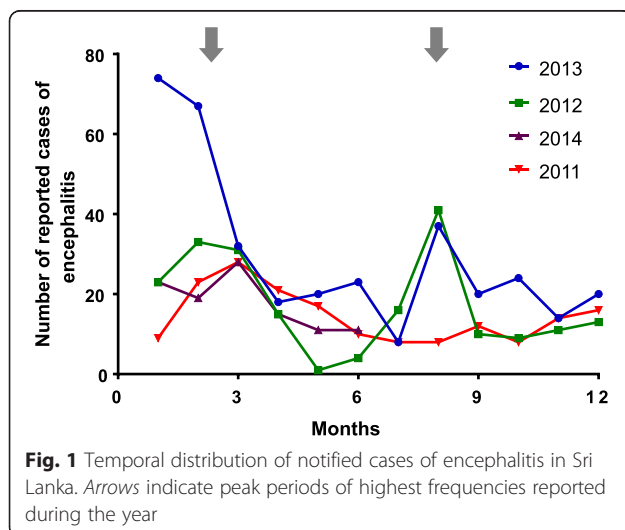 80
60
40
20
0
Number of reported cases of
encephalitis
2013
2012
2014
2011
0 3 6 9 12
Months
Fig. 1 Temporal distribution of notified cases of encephalitis in Sri
Lanka. Arrows indicate peak periods of highest frequencies reported
during the year